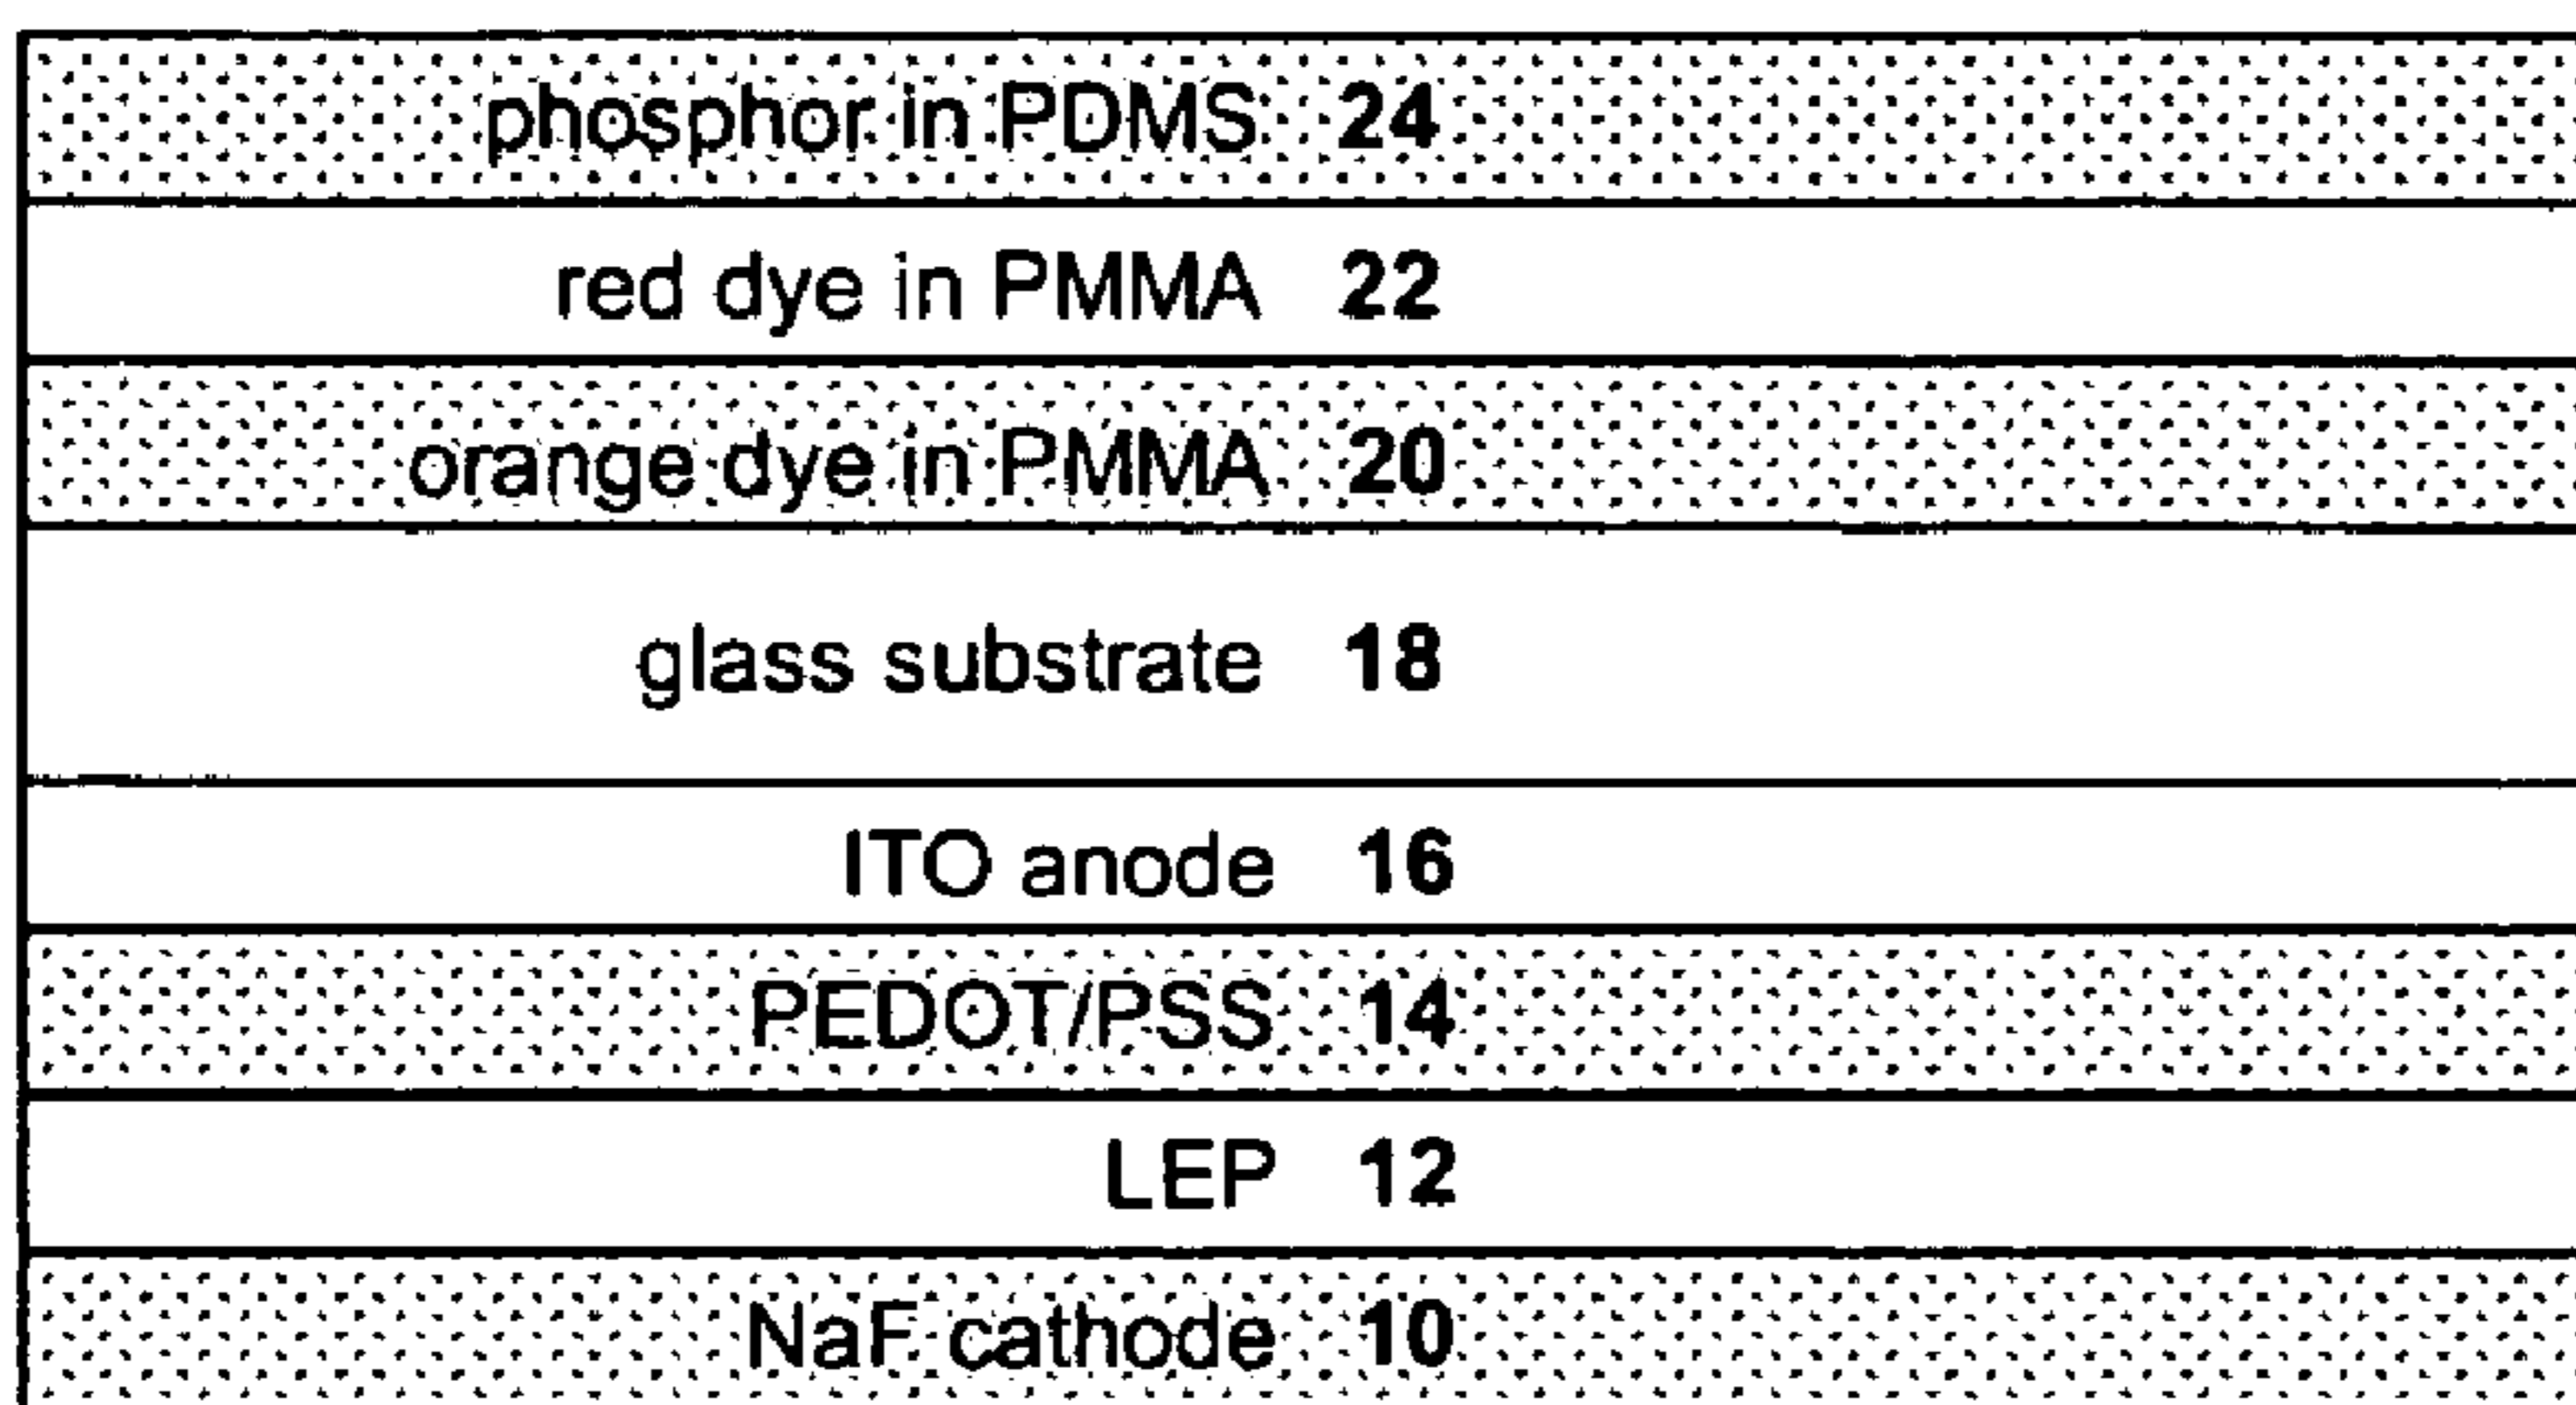 phosphor in PDMS 24
red dye in PMMA 22
orange dye in PMMA 20
glass substrate 18
ITO anode 16
PEDOT/PSS 14
LEP 12
NaF cathode 10